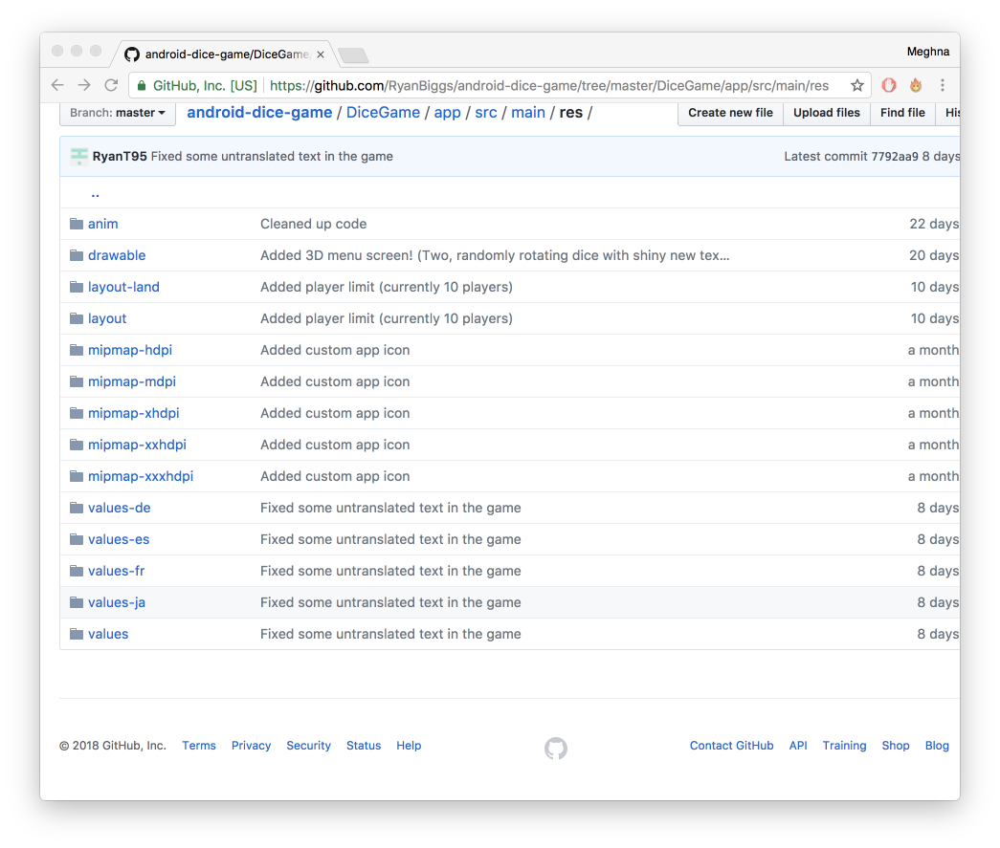 android-dice-game/DiceGame/
Meghna
GitHub, Inc. [US] https://github.com/RyanBiggs/android-dice-game/tree/master/DiceGame/app/src/main/res
Branch: master android-dice-game / DiceGame / app / src / main / res / Create new file Upload files Find file His
RyanT95 Fixed some untranslated text in the game Latest commit 7792aa9 8 days
..
anim Cleaned up code 22 days
drawable Added 3D menu screen! (Two, randomly rotating dice with shiny new tex... 20 days
layout-land Added player limit (currently 10 players) 10 days
layout Added player limit (currently 10 players) 10 days
mipmap-hdpi Added custom app icon a month
mipmap-mdpi Added custom app icon a month
mipmap-xhdpi Added custom app icon a month
mipmap-xxhdpi Added custom app icon a month
mipmap-xxxhdpi Added custom app icon a month
values-de Fixed some untranslated text in the game 8 days
values-es Fixed some untranslated text in the game 8 days
values-fr Fixed some untranslated text in the game 8 days
values-ja Fixed some untranslated text in the game 8 days
values Fixed some untranslated text in the game 8 days
© 2018 GitHub, Inc. Terms Privacy Security Status Help Contact GitHub API Training Shop Blog